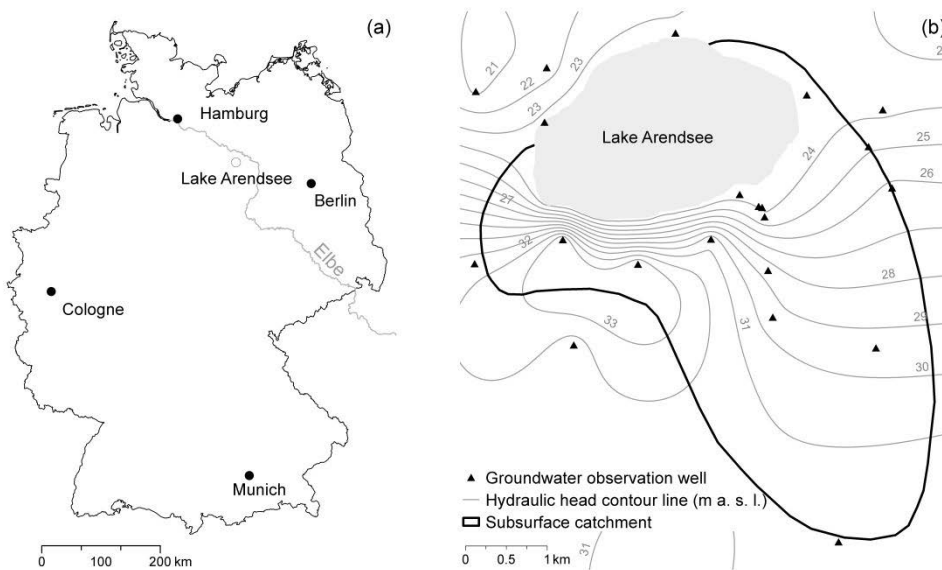 (a)
Hamburg
Lake Arendsee
Berlin
Elbe
Cologne
Munich
0 100 200 km
(b)
21
22
23
23
Lake Arendsee
24
25
26
27
32
28
33
31
29
30
31
Groundwater observation well
Hydraulic head contour line (m a. s. l.)
Subsurface catchment
0 0.5 1 km